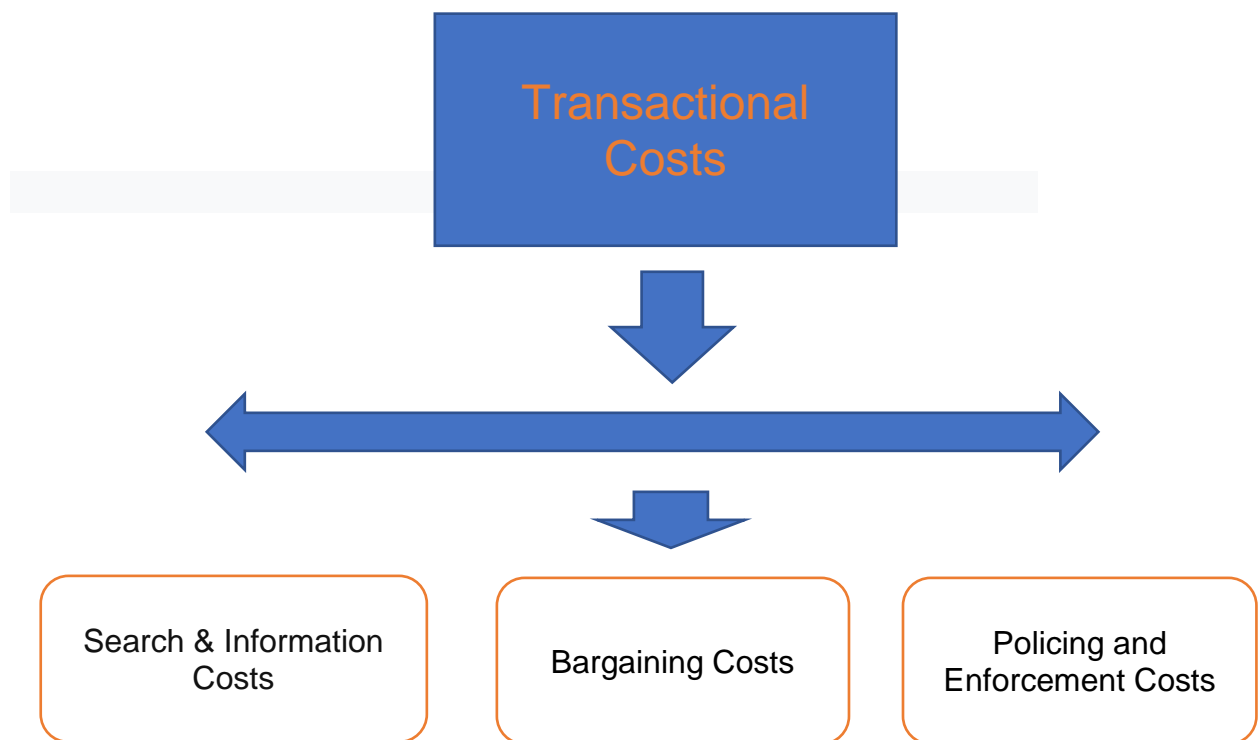 Transactional
Costs
Search & Information
Costs
Bargaining Costs
Policing and
Enforcement Costs